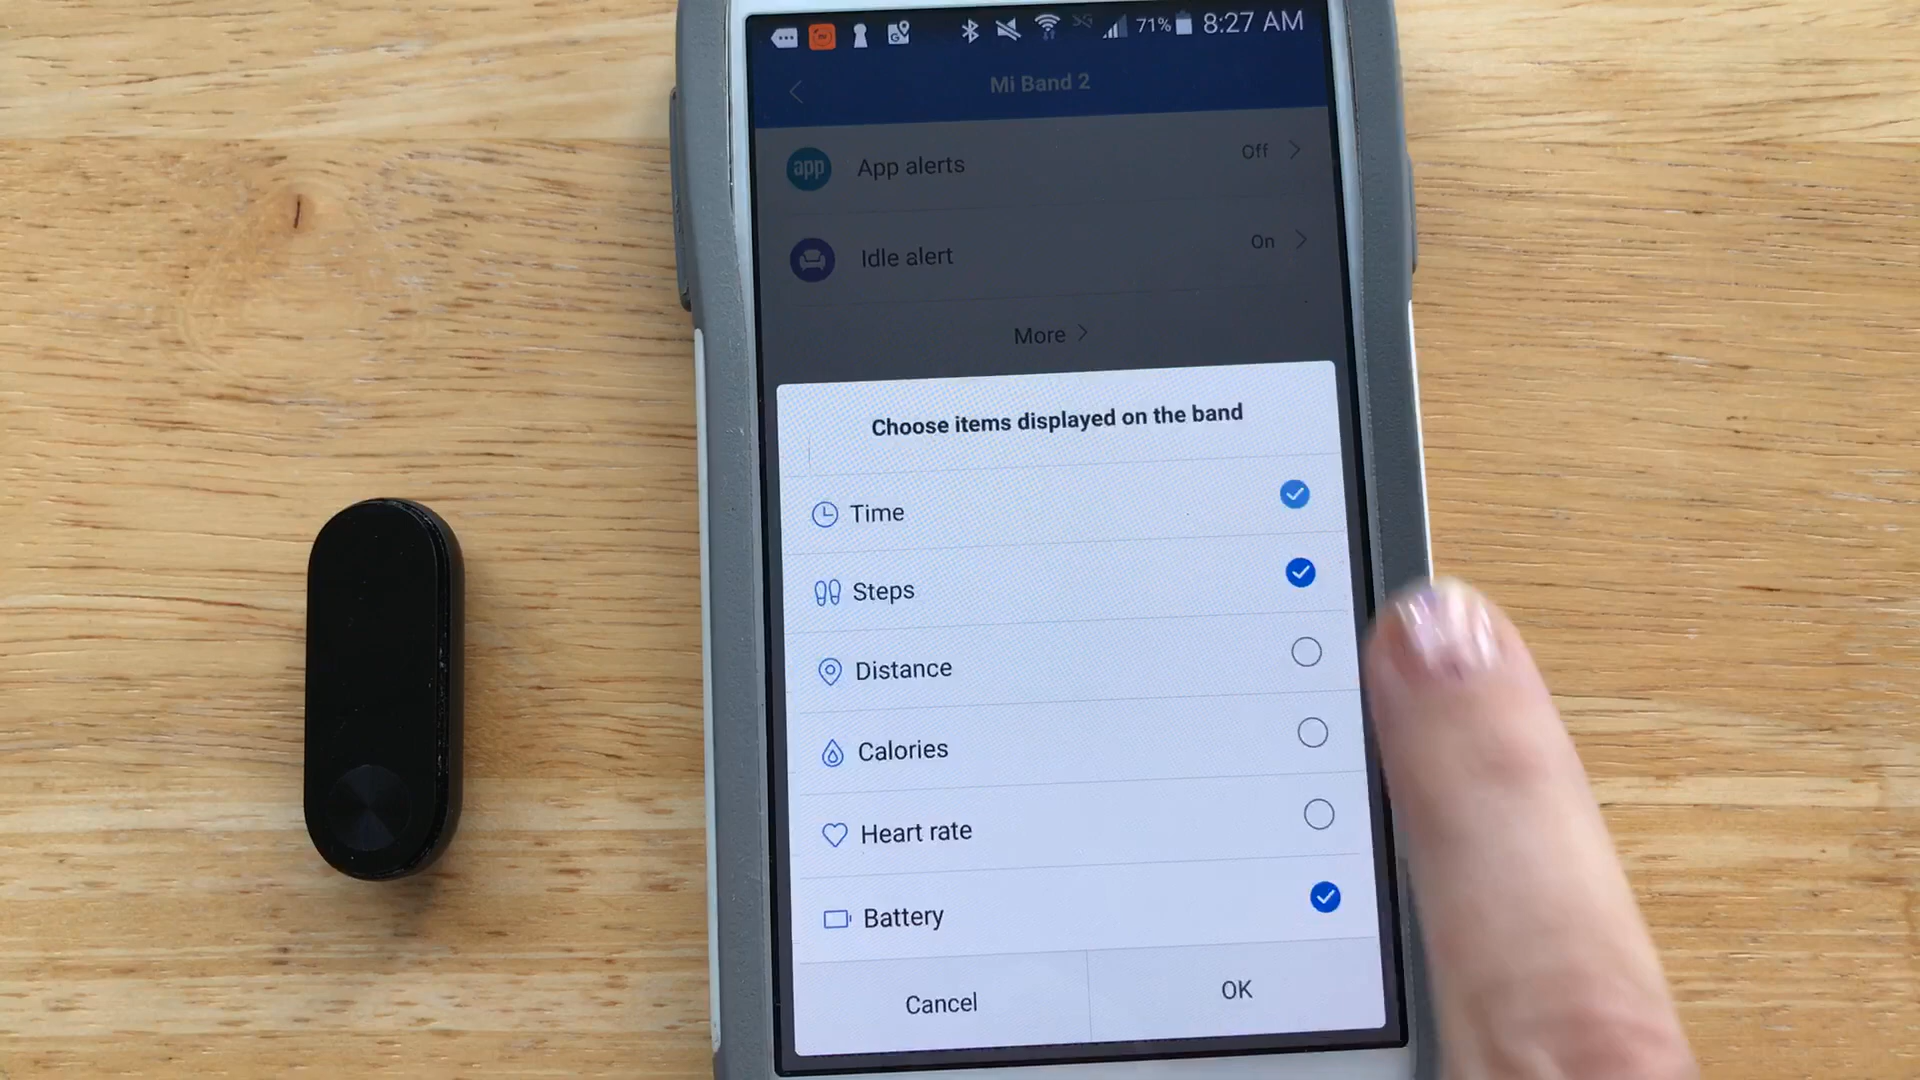 71% 8:27 AM
Mi Band 2
app App alerts Off
Idle alert On
More
Choose items displayed on the band
Time
Steps
Distance
Calories
Heart rate
Battery
Cancel OK